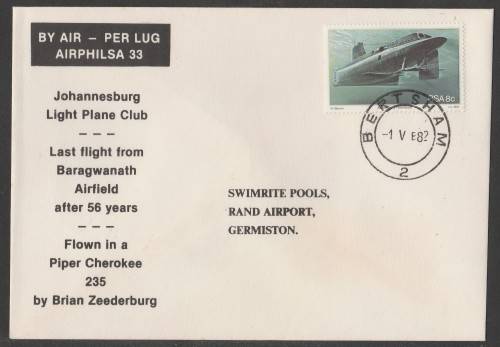 BY AIR – PER LUG
AIRPHILSA 33
Johannesburg
Light Plane Club
– – –
Last flight from
Baragwanath
Airfield
after 56 years
– – –
Flown in a
Piper Cherokee
235
by Brian Zeederburg
RSA 8c
BERTSHAM
-1 V 82
2
SWIMRITE POOLS,
RAND AIRPORT,
GERMISTON.